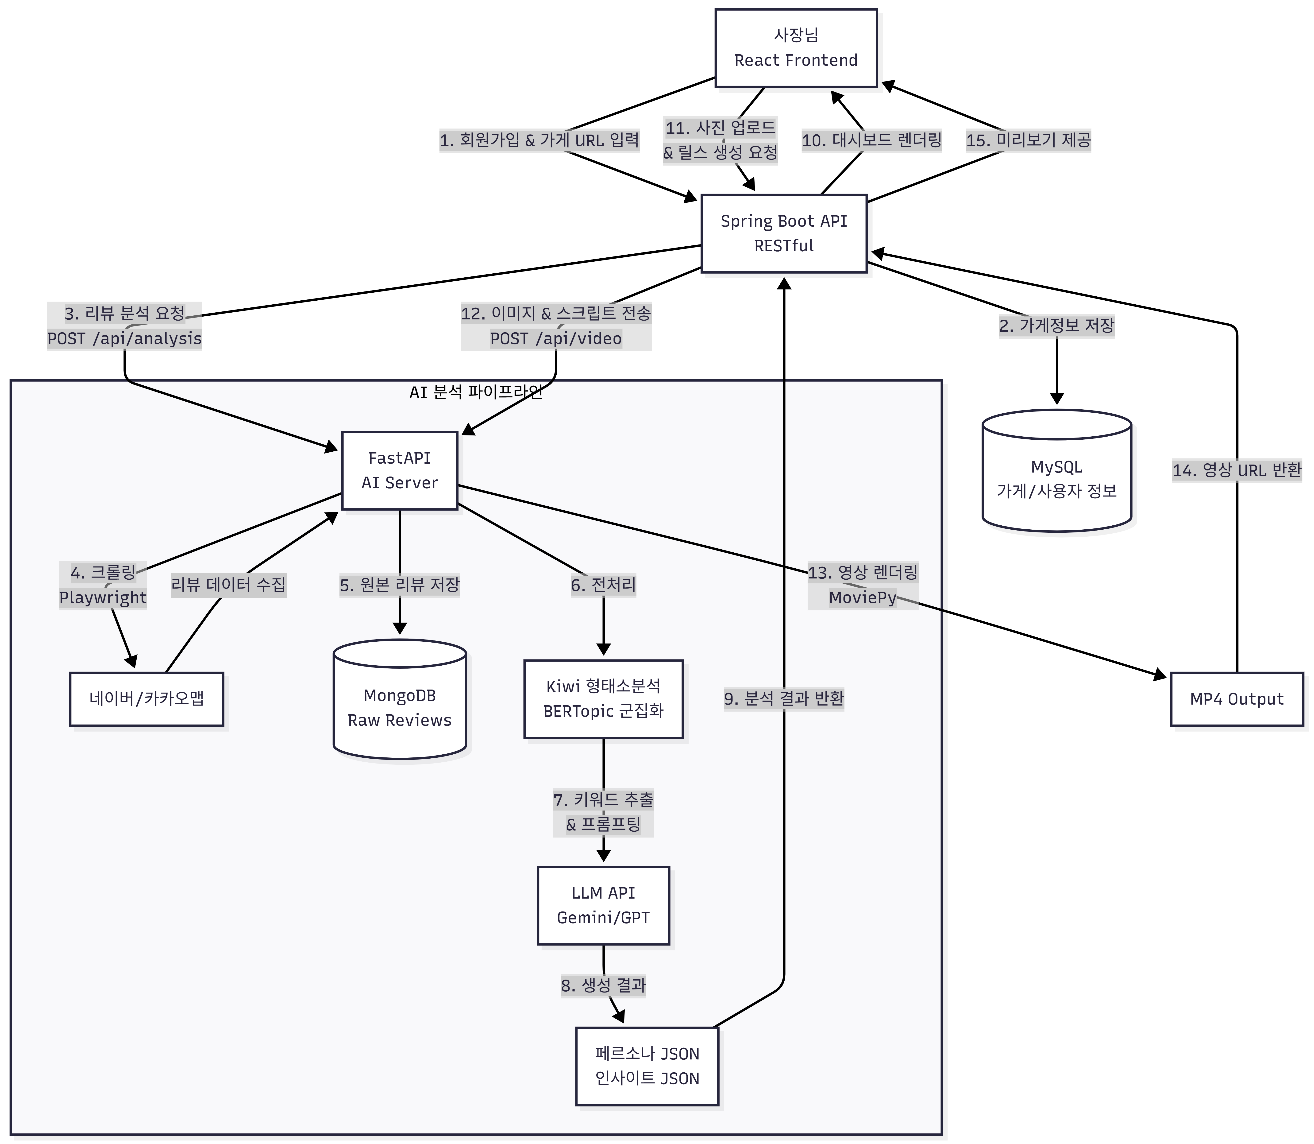 사장님
React Frontend
1. 회원가입 & 가게 URL 입력
11. 사진 업로드
& 릴스 생성 요청
10. 대시보드 렌더링
15. 미리보기 제공
Spring Boot API
RESTful
3. 리뷰 분석 요청
POST /api/analysis
12. 이미지 & 스크립트 전송
POST /api/video
2. 가게정보 저장
AI 분석 파이프라인
FastAPI
AI Server
MySQL
가게/사용자 정보
14. 영상 URL 반환
4. 크롤링
Playwright
리뷰 데이터 수집
5. 원본 리뷰 저장
6. 전처리
13. 영상 렌더링
MoviePy
네이버/카카오맵
MongoDB
Raw Reviews
Kiwi 형태소분석
BERTopic 군집화
9. 분석 결과 반환
MP4 Output
7. 키워드 추출
& 프롬프팅
LLM API
Gemini/GPT
8. 생성 결과
페르소나 JSON
인사이트 JSON